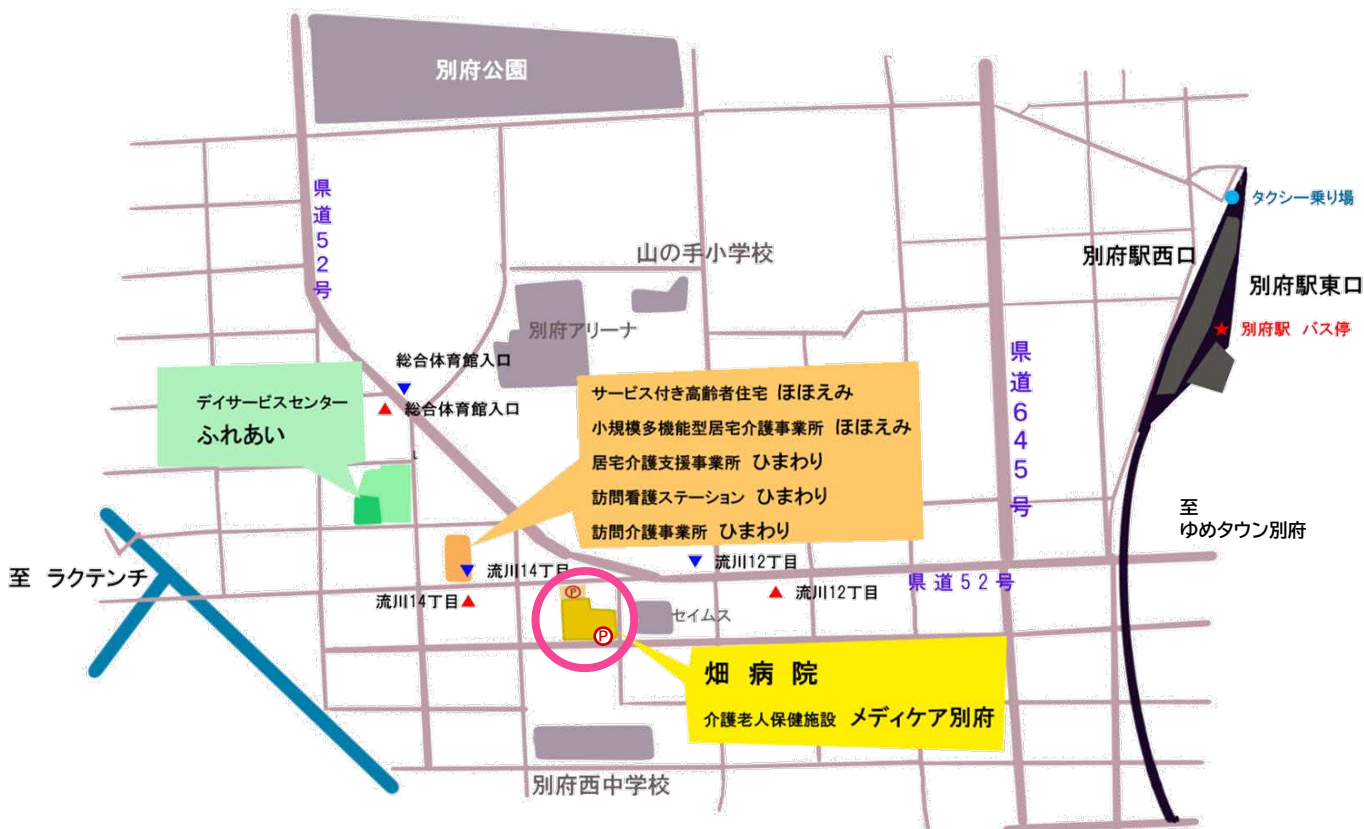 別府公園
県道52号
タクシー乗り場
山の手小学校
別府駅西口
別府駅東口
別府アリーナ
別府駅 バス停
県道645号
総合体育館入口
総合体育館入口
デイサービスセンター
ふれあい
サービス付き高齢者住宅 ほほえみ
小規模多機能型居宅介護事業所 ほほえみ
居宅介護支援事業所 ひまわり
訪問看護ステーション ひまわり
訪問介護事業所 ひまわり
至
ゆめタウン別府
至 ラクテンチ
流川14丁目
流川14丁目
流川12丁目
流川12丁目
県道52号
P
P
セイムス
畑 病 院
介護老人保健施設 メディケア別府
別府西中学校